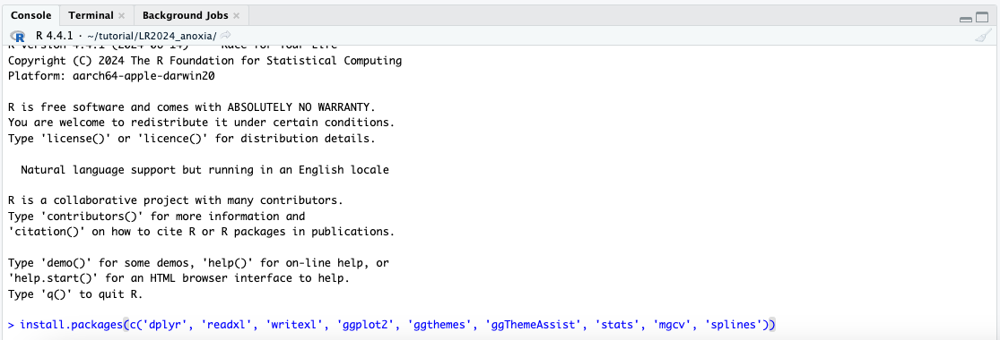 Console Terminal Background Jobs
R 4.4.1 · ~/tutorial/LR2024_anoxia/
R version 4.4.1 (2024-06-14) -- "Race for Your Life"
Copyright (C) 2024 The R Foundation for Statistical Computing
Platform: aarch64-apple-darwin20
R is free software and comes with ABSOLUTELY NO WARRANTY.
You are welcome to redistribute it under certain conditions.
Type 'license()' or 'licence()' for distribution details.
Natural language support but running in an English locale
R is a collaborative project with many contributors.
Type 'contributors()' for more information and
'citation()' on how to cite R or R packages in publications.
Type 'demo()' for some demos, 'help()' for on-line help, or
'help.start()' for an HTML browser interface to help.
Type 'q()' to quit R.
> install.packages(c('dplyr', 'readxl', 'writexl', 'ggplot2', 'ggthemes', 'ggThemeAssist', 'stats', 'mgcv', 'splines'))